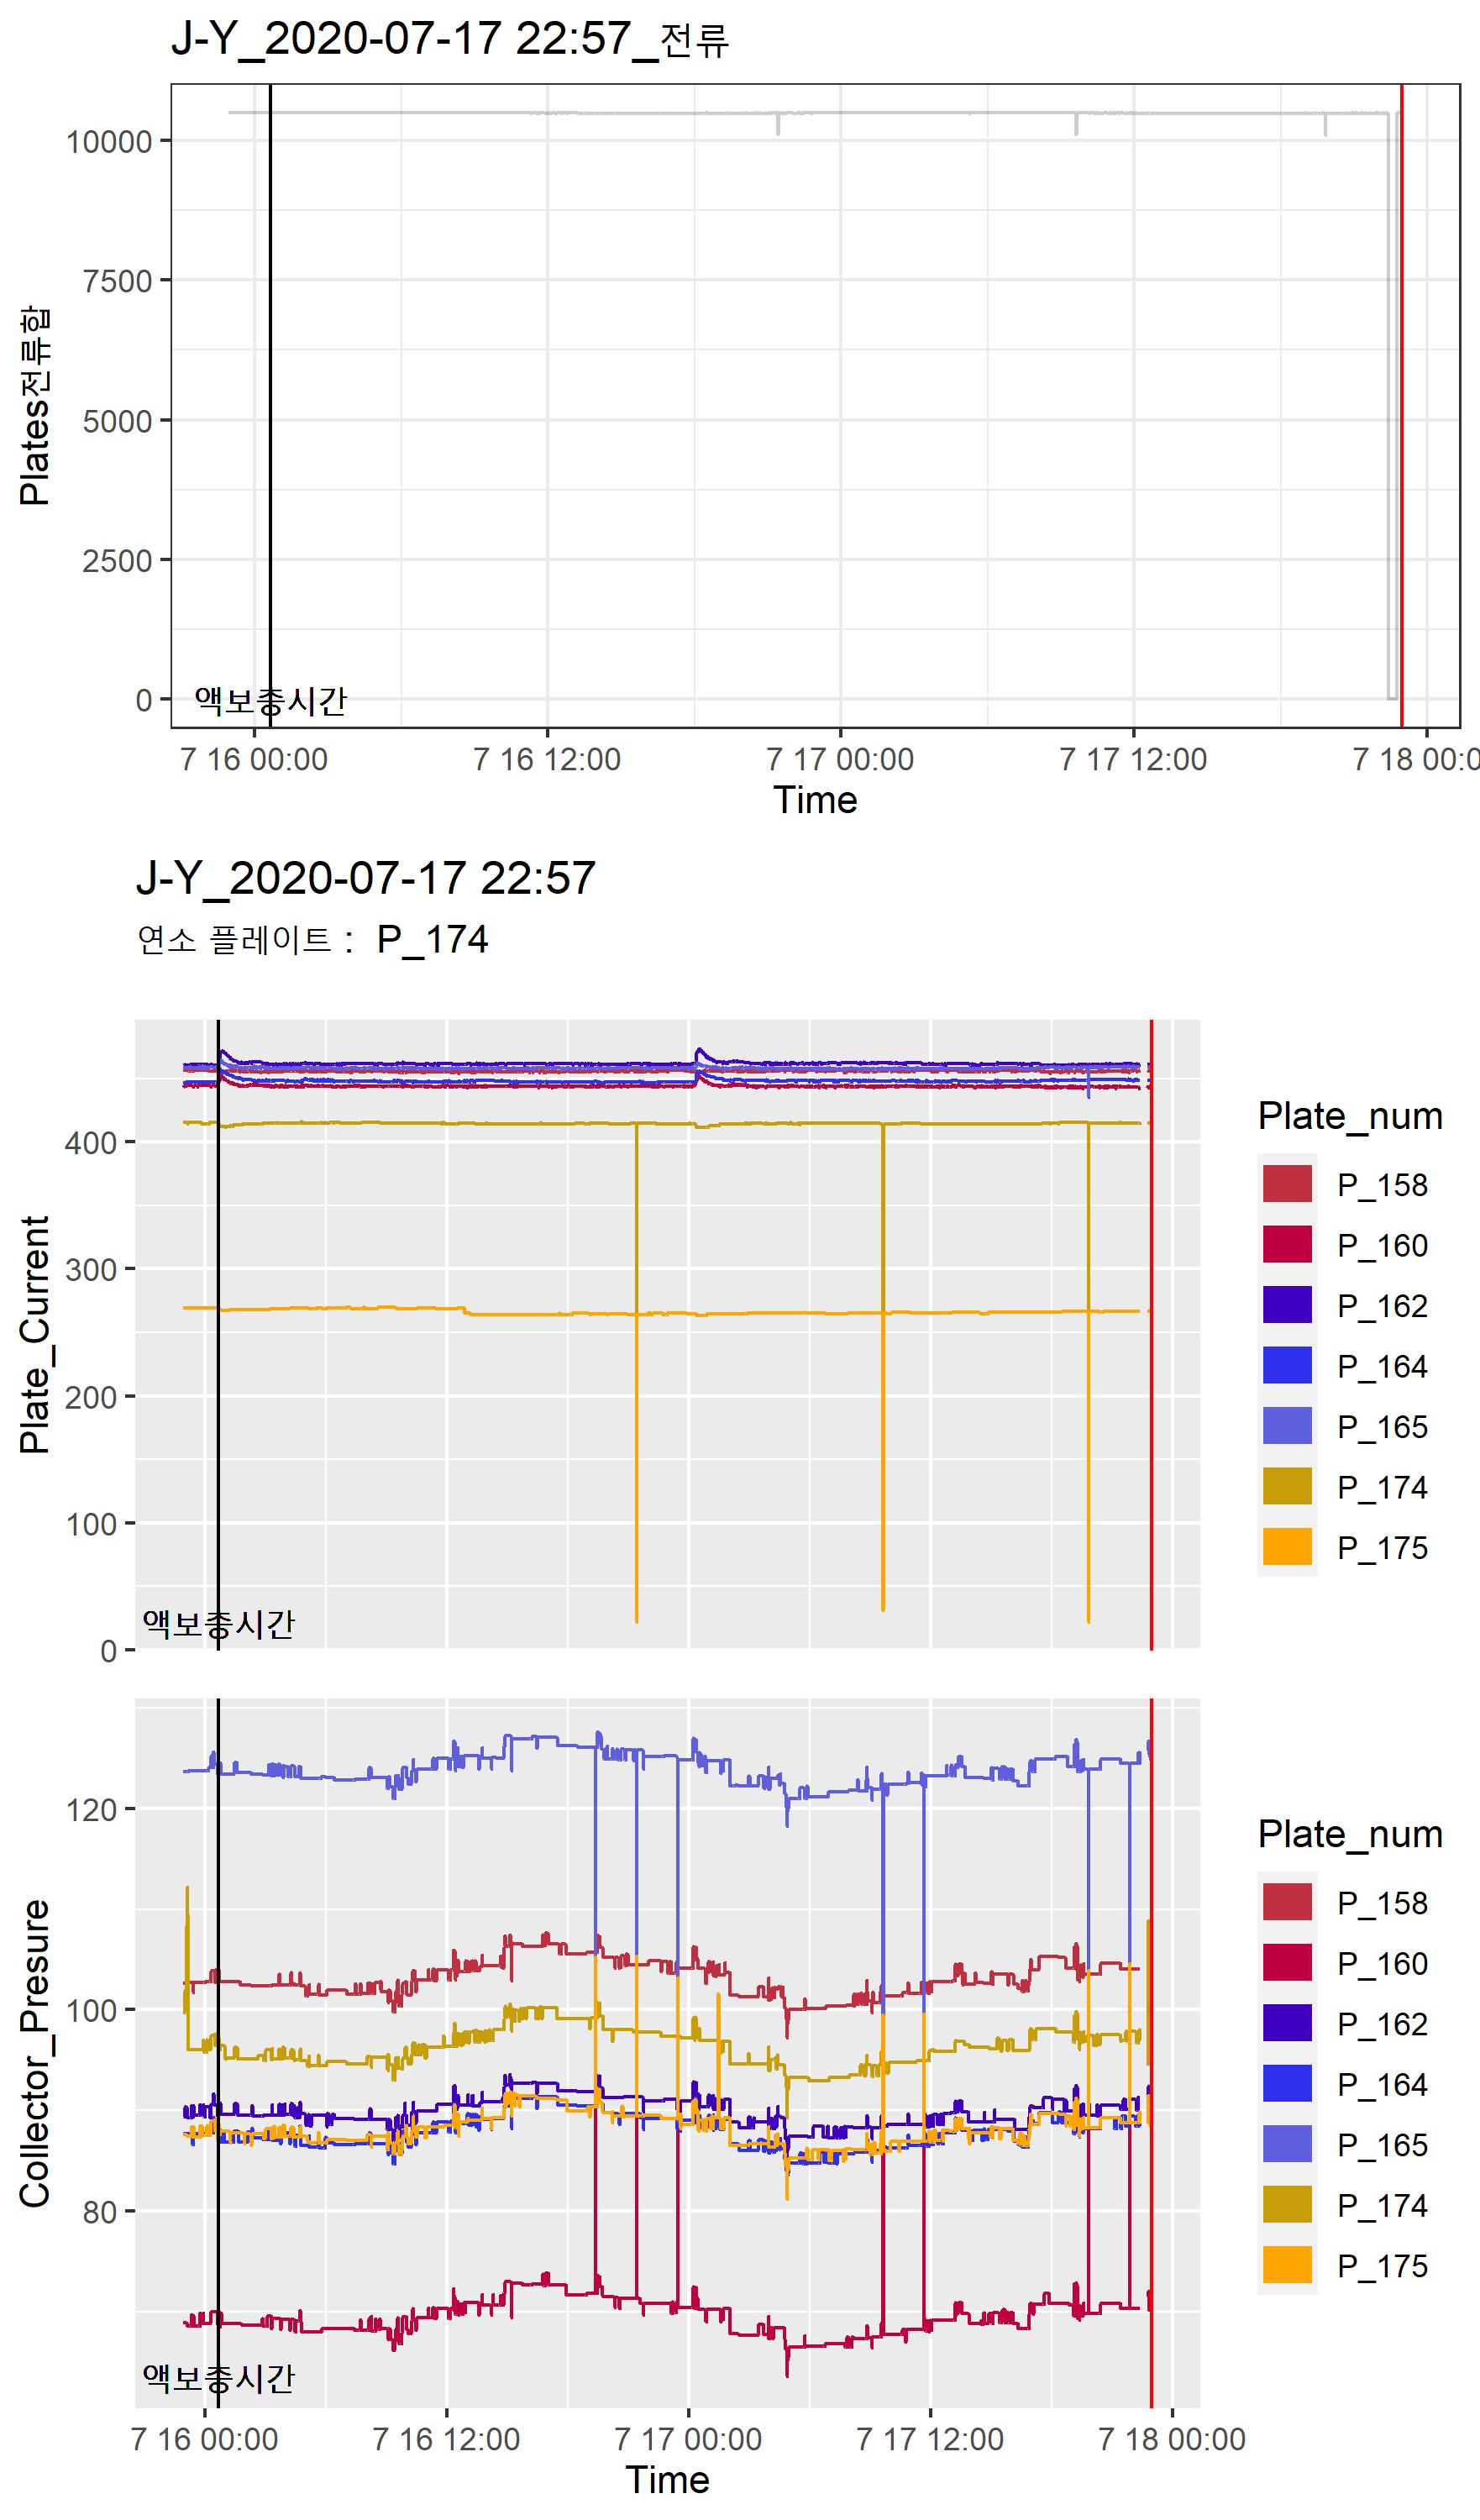 J-Y_2020-07-17 22:57_전류
Plates전류합
10000
7500
5000
2500
0
액보충시간
7 16 00:00
7 16 12:00
7 17 00:00
7 17 12:00
7 18 00:0
Time
J-Y_2020-07-17 22:57
연소 플레이트 : P_174
Plate_Current
400
300
200
100
0
액보충시간
Plate_num
P_158
P_160
P_162
P_164
P_165
P_174
P_175
Collector_Presure
120
100
80
액보충시간
7 16 00:00
7 16 12:00
7 17 00:00
7 17 12:00
7 18 00:00
Time
Plate_num
P_158
P_160
P_162
P_164
P_165
P_174
P_175